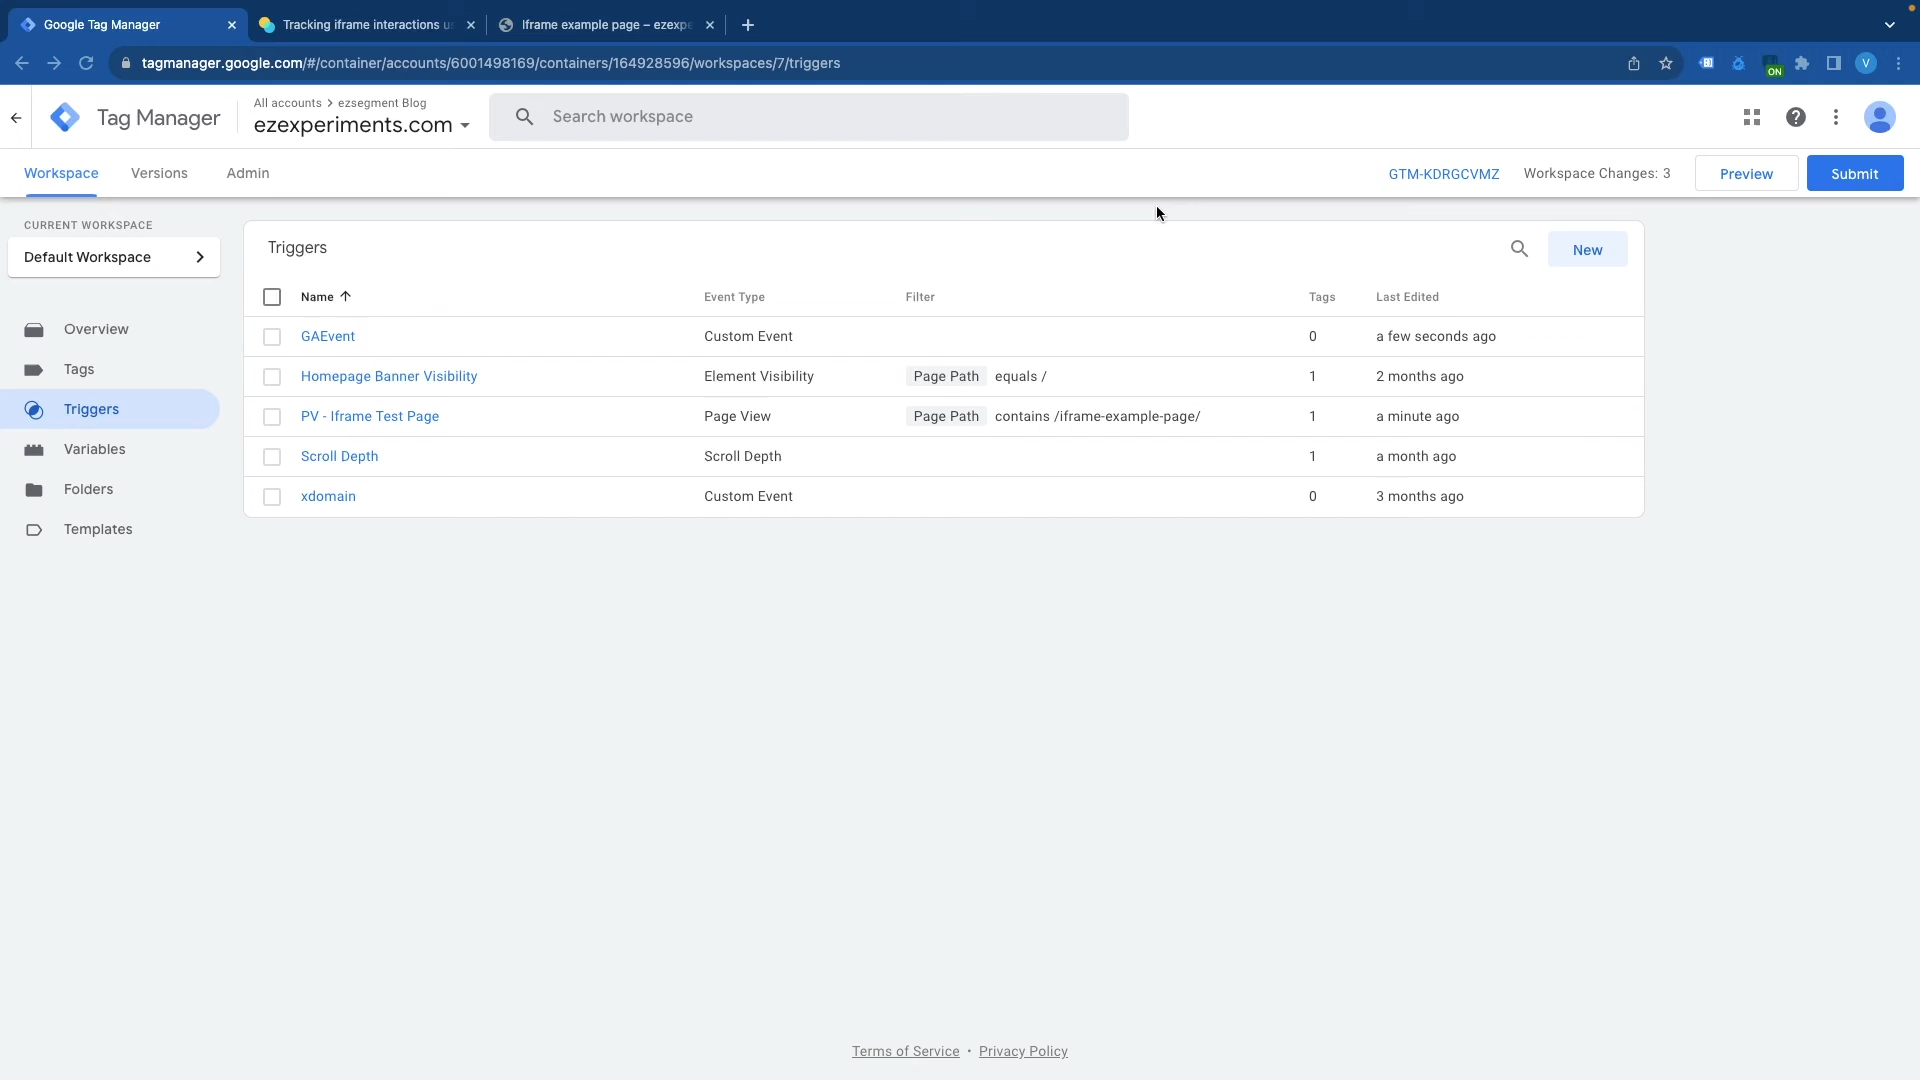 Google Tag Manager
Tracking iframe interactions u
Iframe example page – ezexpe
tagmanager.google.com/#/container/accounts/6001498169/containers/164928596/workspaces/7/triggers
ON
V
Tag Manager
All accounts > ezsegment Blog
ezexperiments.com
Search workspace
Workspace
Versions
Admin
GTM-KDRGCVMZ
Workspace Changes: 3
Preview
Submit
CURRENT WORKSPACE
Default Workspace
Overview
Tags
Triggers
Variables
Folders
Templates
Triggers
New
Name Event Type Filter Tags Last Edited
GAEvent Custom Event 0 a few seconds ago
Homepage Banner Visibility Element Visibility Page Path equals / 1 2 months ago
PV - Iframe Test Page Page View Page Path contains /iframe-example-page/ 1 a minute ago
Scroll Depth Scroll Depth 1 a month ago
xdomain Custom Event 0 3 months ago
Terms of Service • Privacy Policy